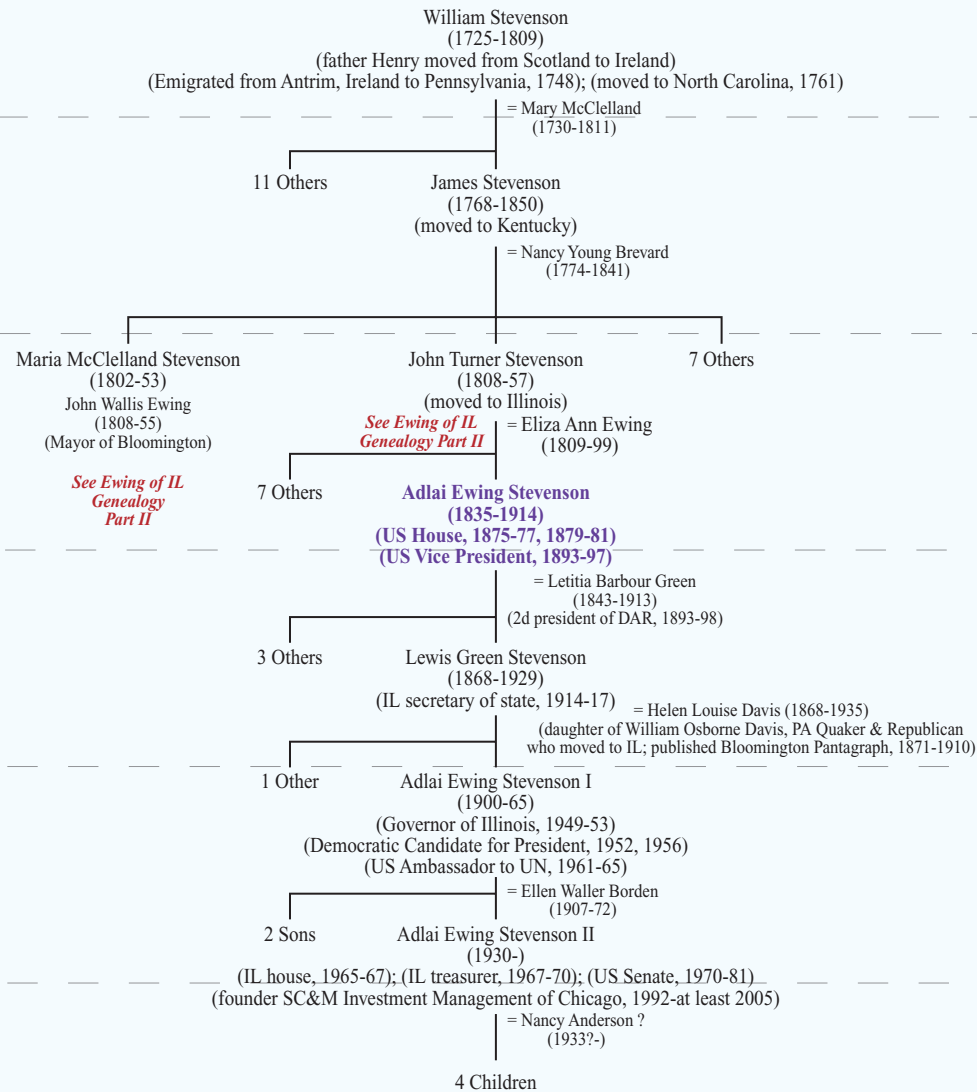 William Stevenson
(1725-1809)
(father Henry moved from Scotland to Ireland)
(Emigrated from Antrim, Ireland to Pennsylvania, 1748); (moved to North Carolina, 1761)
= Mary McClelland
(1730-1811)
11 Others
James Stevenson
(1768-1850)
(moved to Kentucky)
= Nancy Young Brevard
(1774-1841)
Maria McClelland Stevenson
(1802-53)
John Wallis Ewing
(1808-55)
(Mayor of Bloomington)
See Ewing of IL
Genealogy
Part II
John Turner Stevenson
(1808-57)
(moved to Illinois)
7 Others
See Ewing of IL
Genealogy Part II
= Eliza Ann Ewing
(1809-99)
7 Others
Adlai Ewing Stevenson
(1835-1914)
(US House, 1875-77, 1879-81)
(US Vice President, 1893-97)
= Letitia Barbour Green
(1843-1913)
(2d president of DAR, 1893-98)
3 Others
Lewis Green Stevenson
(1868-1929)
(IL secretary of state, 1914-17)
= Helen Louise Davis (1868-1935)
(daughter of William Osborne Davis, PA Quaker & Republican
who moved to IL; published Bloomington Pantagraph, 1871-1910)
1 Other
Adlai Ewing Stevenson I
(1900-65)
(Governor of Illinois, 1949-53)
(Democratic Candidate for President, 1952, 1956)
(US Ambassador to UN, 1961-65)
= Ellen Waller Borden
(1907-72)
2 Sons
Adlai Ewing Stevenson II
(1930-)
(IL house, 1965-67); (IL treasurer, 1967-70); (US Senate, 1970-81)
(founder SC&M Investment Management of Chicago, 1992-at least 2005)
= Nancy Anderson ?
(1933?-)
4 Children